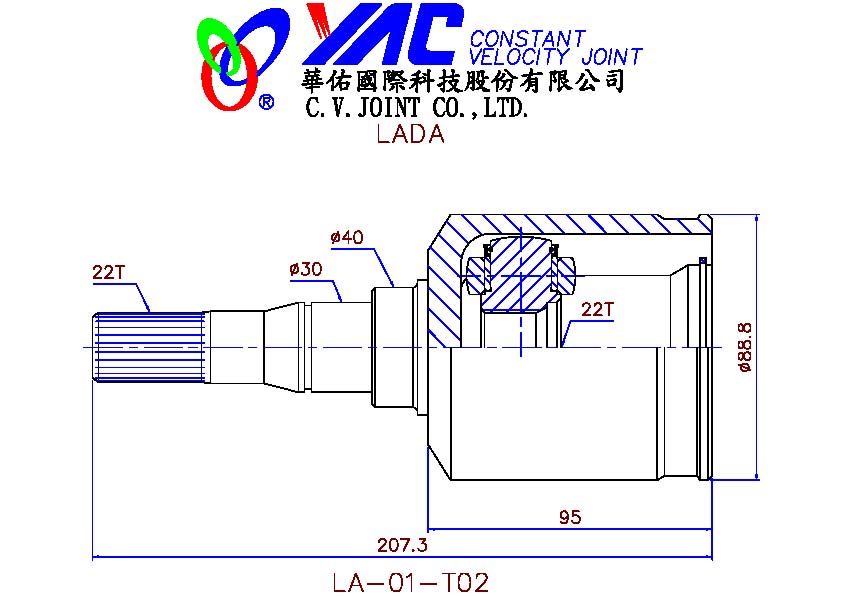 YAC CONSTANT
VELOCITY JOINT
®
華佑國際科技股份有限公司
C.V.JOINT CO.,LTD.
LADA
ø40
22T
ø30
22T
ø88.8
95
207.3
LA-01-T02